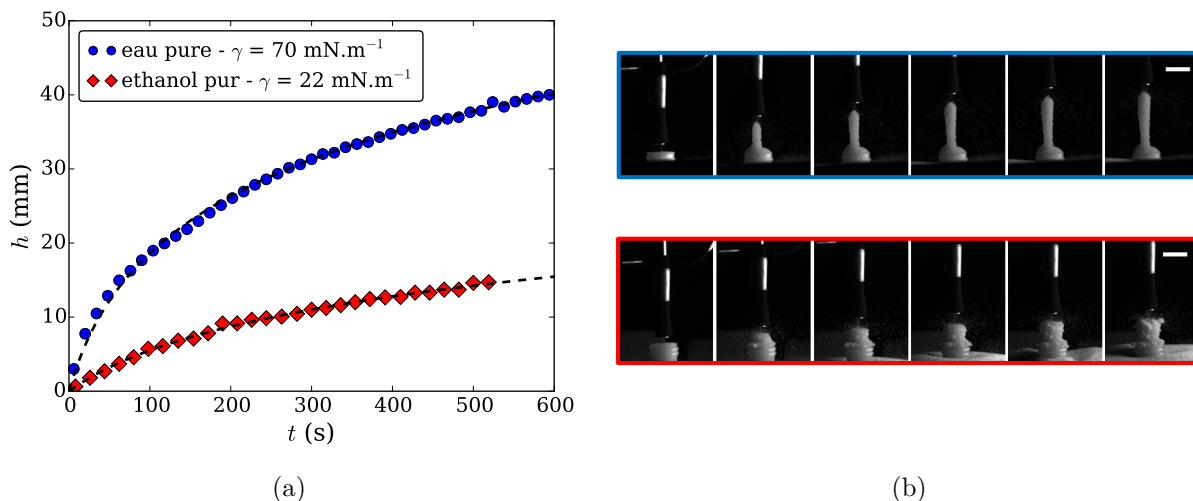 50
40
30
20
10
0
h (mm)
eau pure - γ = 70 mN.m⁻¹
ethanol pur - γ = 22 mN.m⁻¹
0 100 200 300 400 500 600
t (s)
(a) (b)